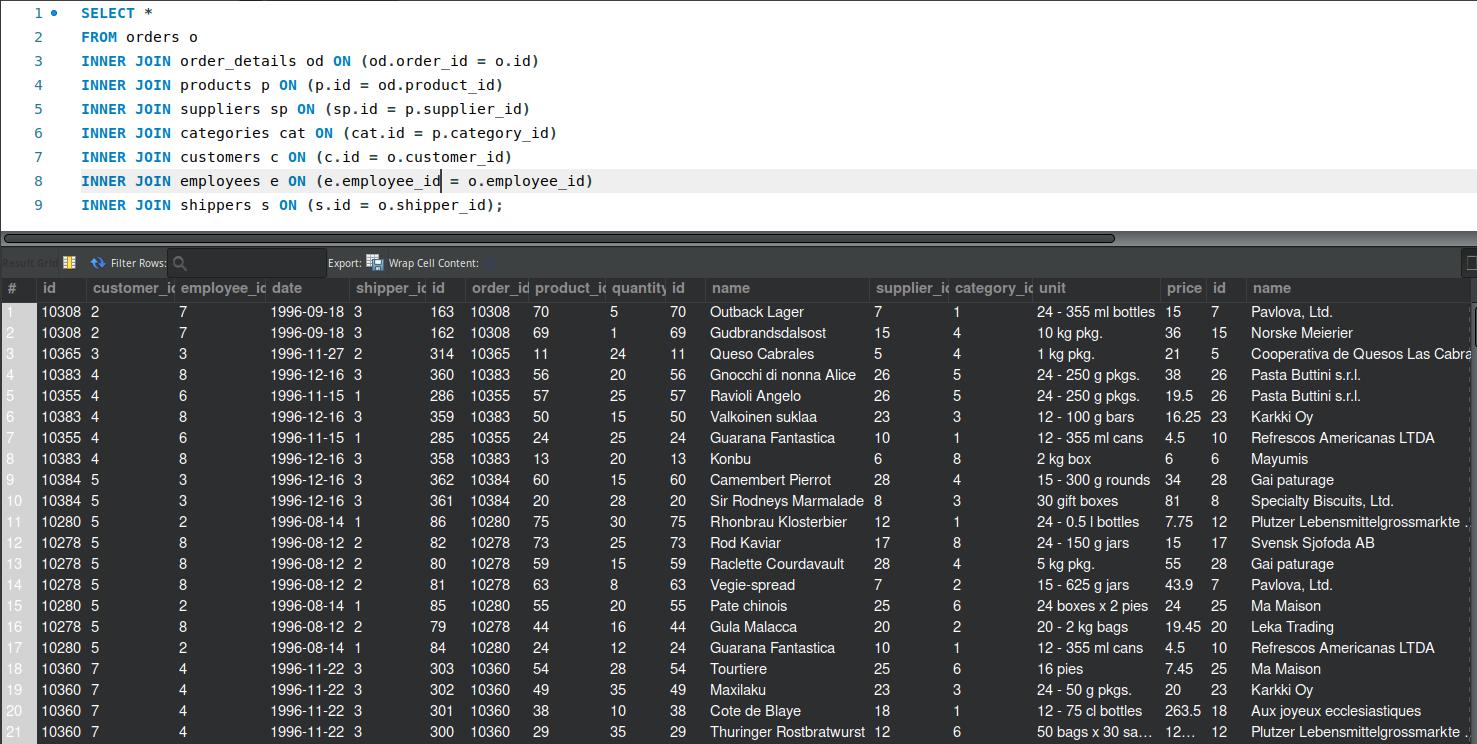 1 SELECT *
2 FROM orders o
3 INNER JOIN order_details od ON (od.order_id = o.id)
4 INNER JOIN products p ON (p.id = od.product_id)
5 INNER JOIN suppliers sp ON (sp.id = p.supplier_id)
6 INNER JOIN categories cat ON (cat.id = p.category_id)
7 INNER JOIN customers c ON (c.id = o.customer_id)
8 INNER JOIN employees e ON (e.employee_id = o.employee_id)
9 INNER JOIN shippers s ON (s.id = o.shipper_id);
Result Grid Filter Rows: Export: Wrap Cell Content:
# id customer_id employee_id date shipper_id id order_id product_id quantity id name supplier_id category_id unit price id name
1 10308 2 7 1996-09-18 3 163 10308 70 5 70 Outback Lager 7 1 24 - 355 ml bottles 15 7 Pavlova, Ltd.
2 10308 2 7 1996-09-18 3 162 10308 69 1 69 Gudbrandsdalsost 15 4 10 kg pkg. 36 15 Norske Meierier
3 10365 3 3 1996-11-27 2 314 10365 11 24 11 Queso Cabrales 5 4 1 kg pkg. 21 5 Cooperativa de Quesos Las Cabra
4 10383 4 8 1996-12-16 3 360 10383 56 20 56 Gnocchi di nonna Alice 26 5 24 - 250 g pkgs. 38 26 Pasta Buttini s.r.l.
5 10355 4 6 1996-11-15 1 286 10355 57 25 57 Ravioli Angelo 26 5 24 - 250 g pkgs. 19.5 26 Pasta Buttini s.r.l.
6 10383 4 8 1996-12-16 3 359 10383 50 15 50 Valkoinen suklaa 23 3 12 - 100 g bars 16.25 23 Karkki Oy
7 10355 4 6 1996-11-15 1 285 10355 24 25 24 Guarana Fantastica 10 1 12 - 355 ml cans 4.5 10 Refrescos Americanas LTDA
8 10383 4 8 1996-12-16 3 358 10383 13 20 13 Konbu 6 8 2 kg box 6 6 Mayumis
9 10384 5 3 1996-12-16 3 362 10384 60 15 60 Camembert Pierrot 28 4 15 - 300 g rounds 34 28 Gai paturage
10 10384 5 3 1996-12-16 3 361 10384 20 28 20 Sir Rodneys Marmalade 8 3 30 gift boxes 81 8 Specialty Biscuits, Ltd.
11 10280 5 2 1996-08-14 1 86 10280 75 30 75 Rhonbrau Klosterbier 12 1 24 - 0.5 l bottles 7.75 12 Plutzer Lebensmittelgrossmarkte .
12 10278 5 8 1996-08-12 2 82 10278 73 25 73 Rod Kaviar 17 8 24 - 150 g jars 15 17 Svensk Sjofoda AB
13 10278 5 8 1996-08-12 2 80 10278 59 15 59 Raclette Courdavault 28 4 5 kg pkg. 55 28 Gai paturage
14 10278 5 8 1996-08-12 2 81 10278 63 8 63 Vegie-spread 7 2 15 - 625 g jars 43.9 7 Pavlova, Ltd.
15 10280 5 2 1996-08-14 1 85 10280 55 20 55 Pate chinois 25 6 24 boxes x 2 pies 24 25 Ma Maison
16 10278 5 8 1996-08-12 2 79 10278 44 16 44 Gula Malacca 20 2 20 - 2 kg bags 19.45 20 Leka Trading
17 10280 5 2 1996-08-14 1 84 10280 24 12 24 Guarana Fantastica 10 1 12 - 355 ml cans 4.5 10 Refrescos Americanas LTDA
18 10360 7 4 1996-11-22 3 303 10360 54 28 54 Tourtiere 25 6 16 pies 7.45 25 Ma Maison
19 10360 7 4 1996-11-22 3 302 10360 49 35 49 Maxilaku 23 3 24 - 50 g pkgs. 20 23 Karkki Oy
20 10360 7 4 1996-11-22 3 301 10360 38 10 38 Cote de Blaye 18 1 12 - 75 cl bottles 263.5 18 Aux joyeux ecclesiastiques
21 10360 7 4 1996-11-22 3 300 10360 29 35 29 Thuringer Rostbratwurst 12 6 50 bags x 30 sa... 12... 12 Plutzer Lebensmittelgrossmarkte .